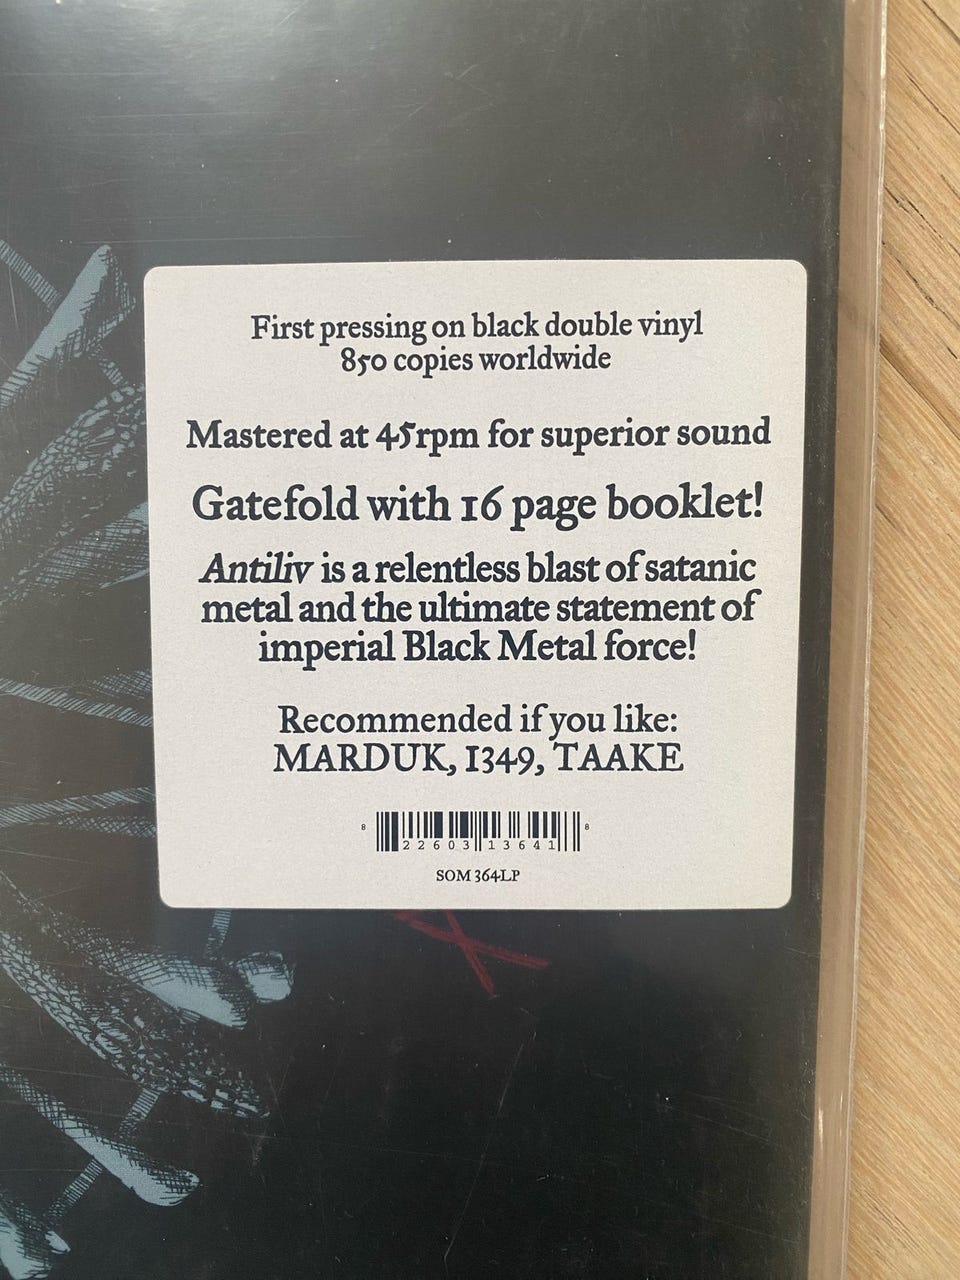 First pressing on black double vinyl
850 copies worldwide
Mastered at 45rpm for superior sound
Gatefold with 16 page booklet!
Antiliv is a relentless blast of satanic
metal and the ultimate statement of
imperial Black Metal force!
Recommended if you like:
MARDUK, 1349, TAAKE
8 22603 13641 8
SOM 364LP